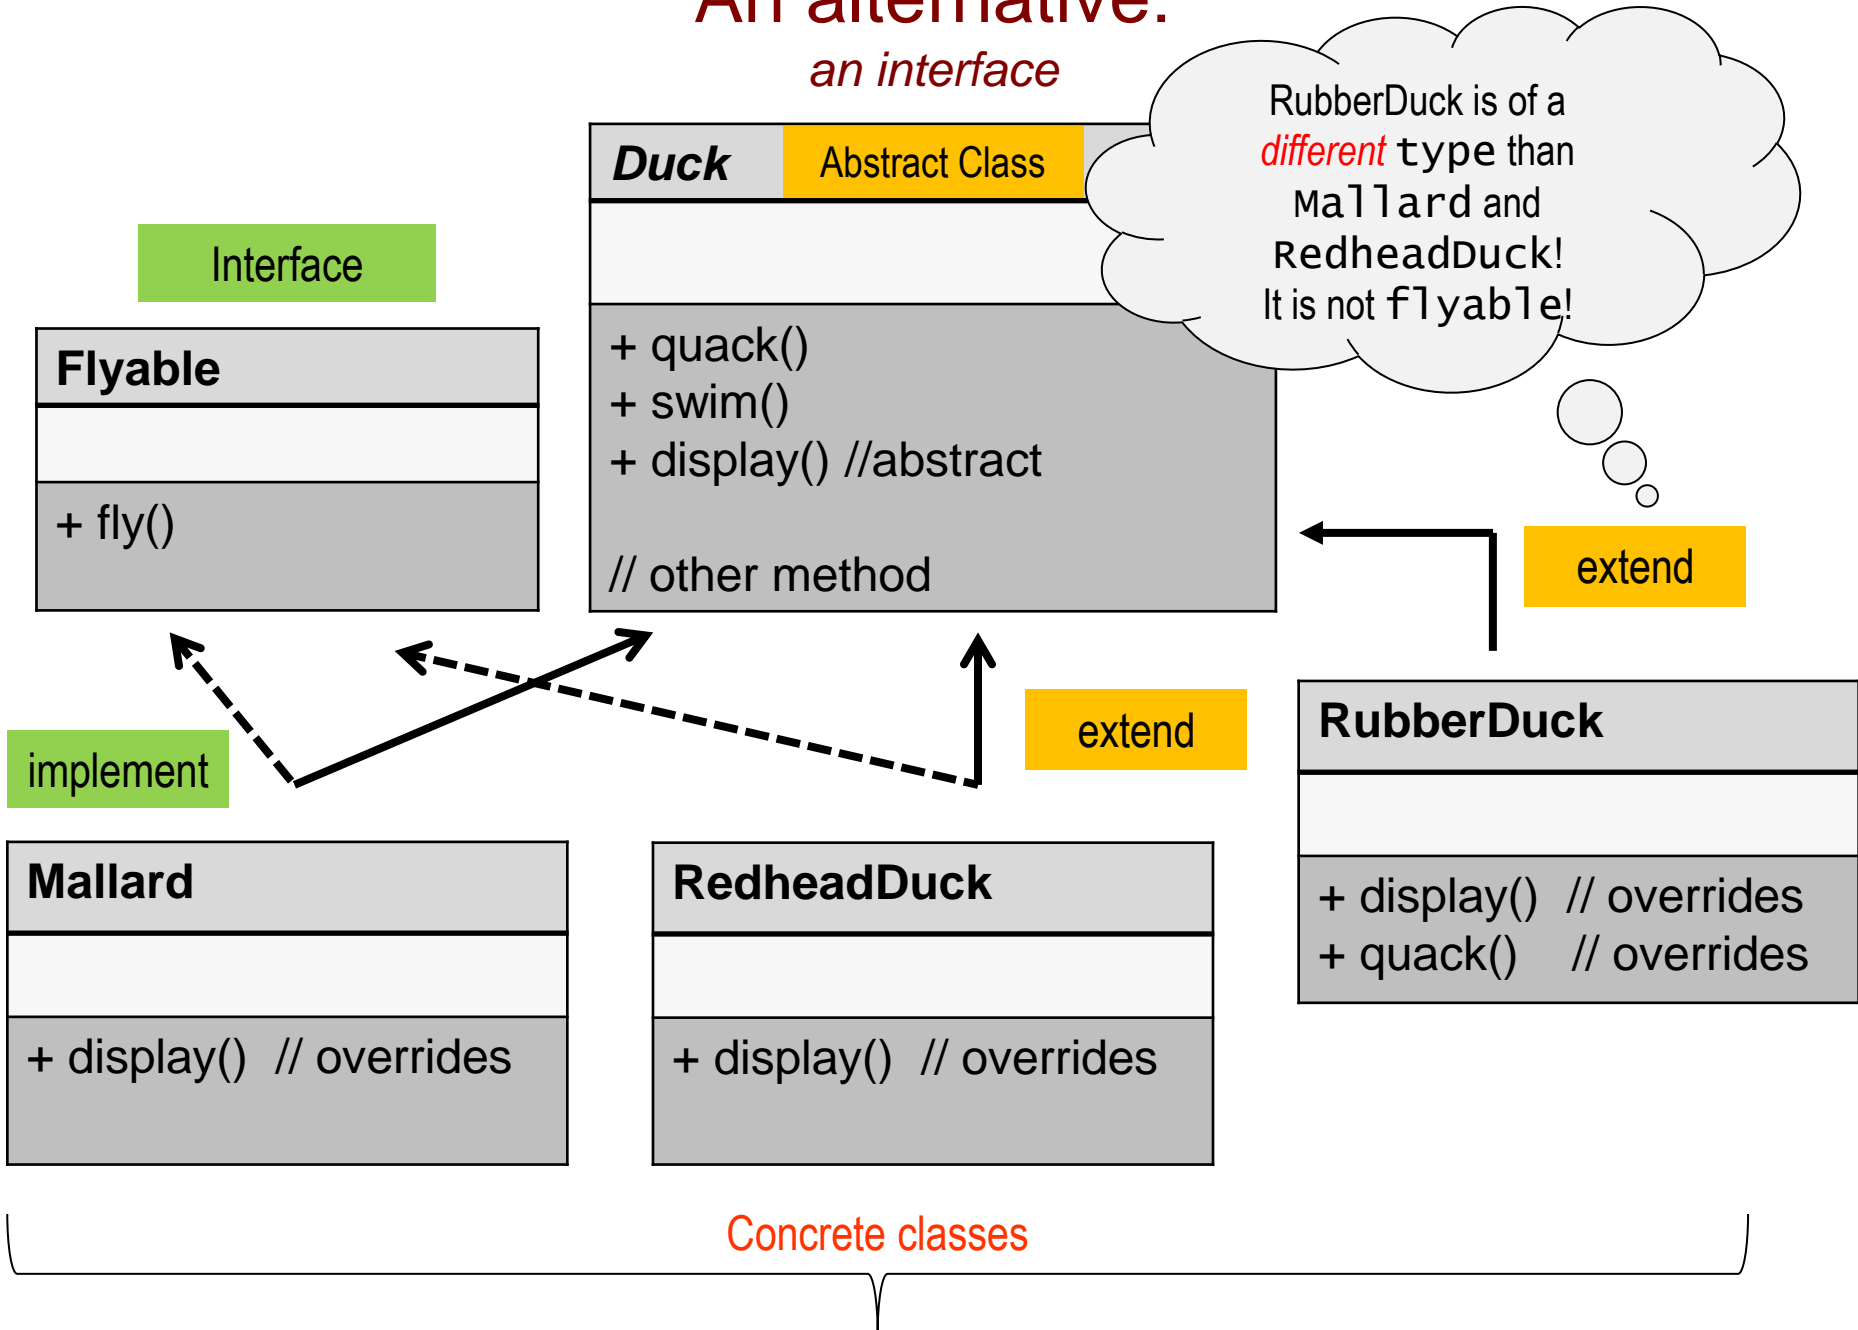 An alternative:
an interface
RubberDuck is of a
different type than
Mallard and
RedheadDuck!
It is not flyable!
Duck
Abstract Class
Interface
Flyable
+ fly()
+ quack()
+ swim()
+ display() //abstract
// other method
extend
extend
implement
RubberDuck
+ display() // overrides
+ quack() // overrides
Mallard
+ display() // overrides
RedheadDuck
+ display() // overrides
Concrete classes